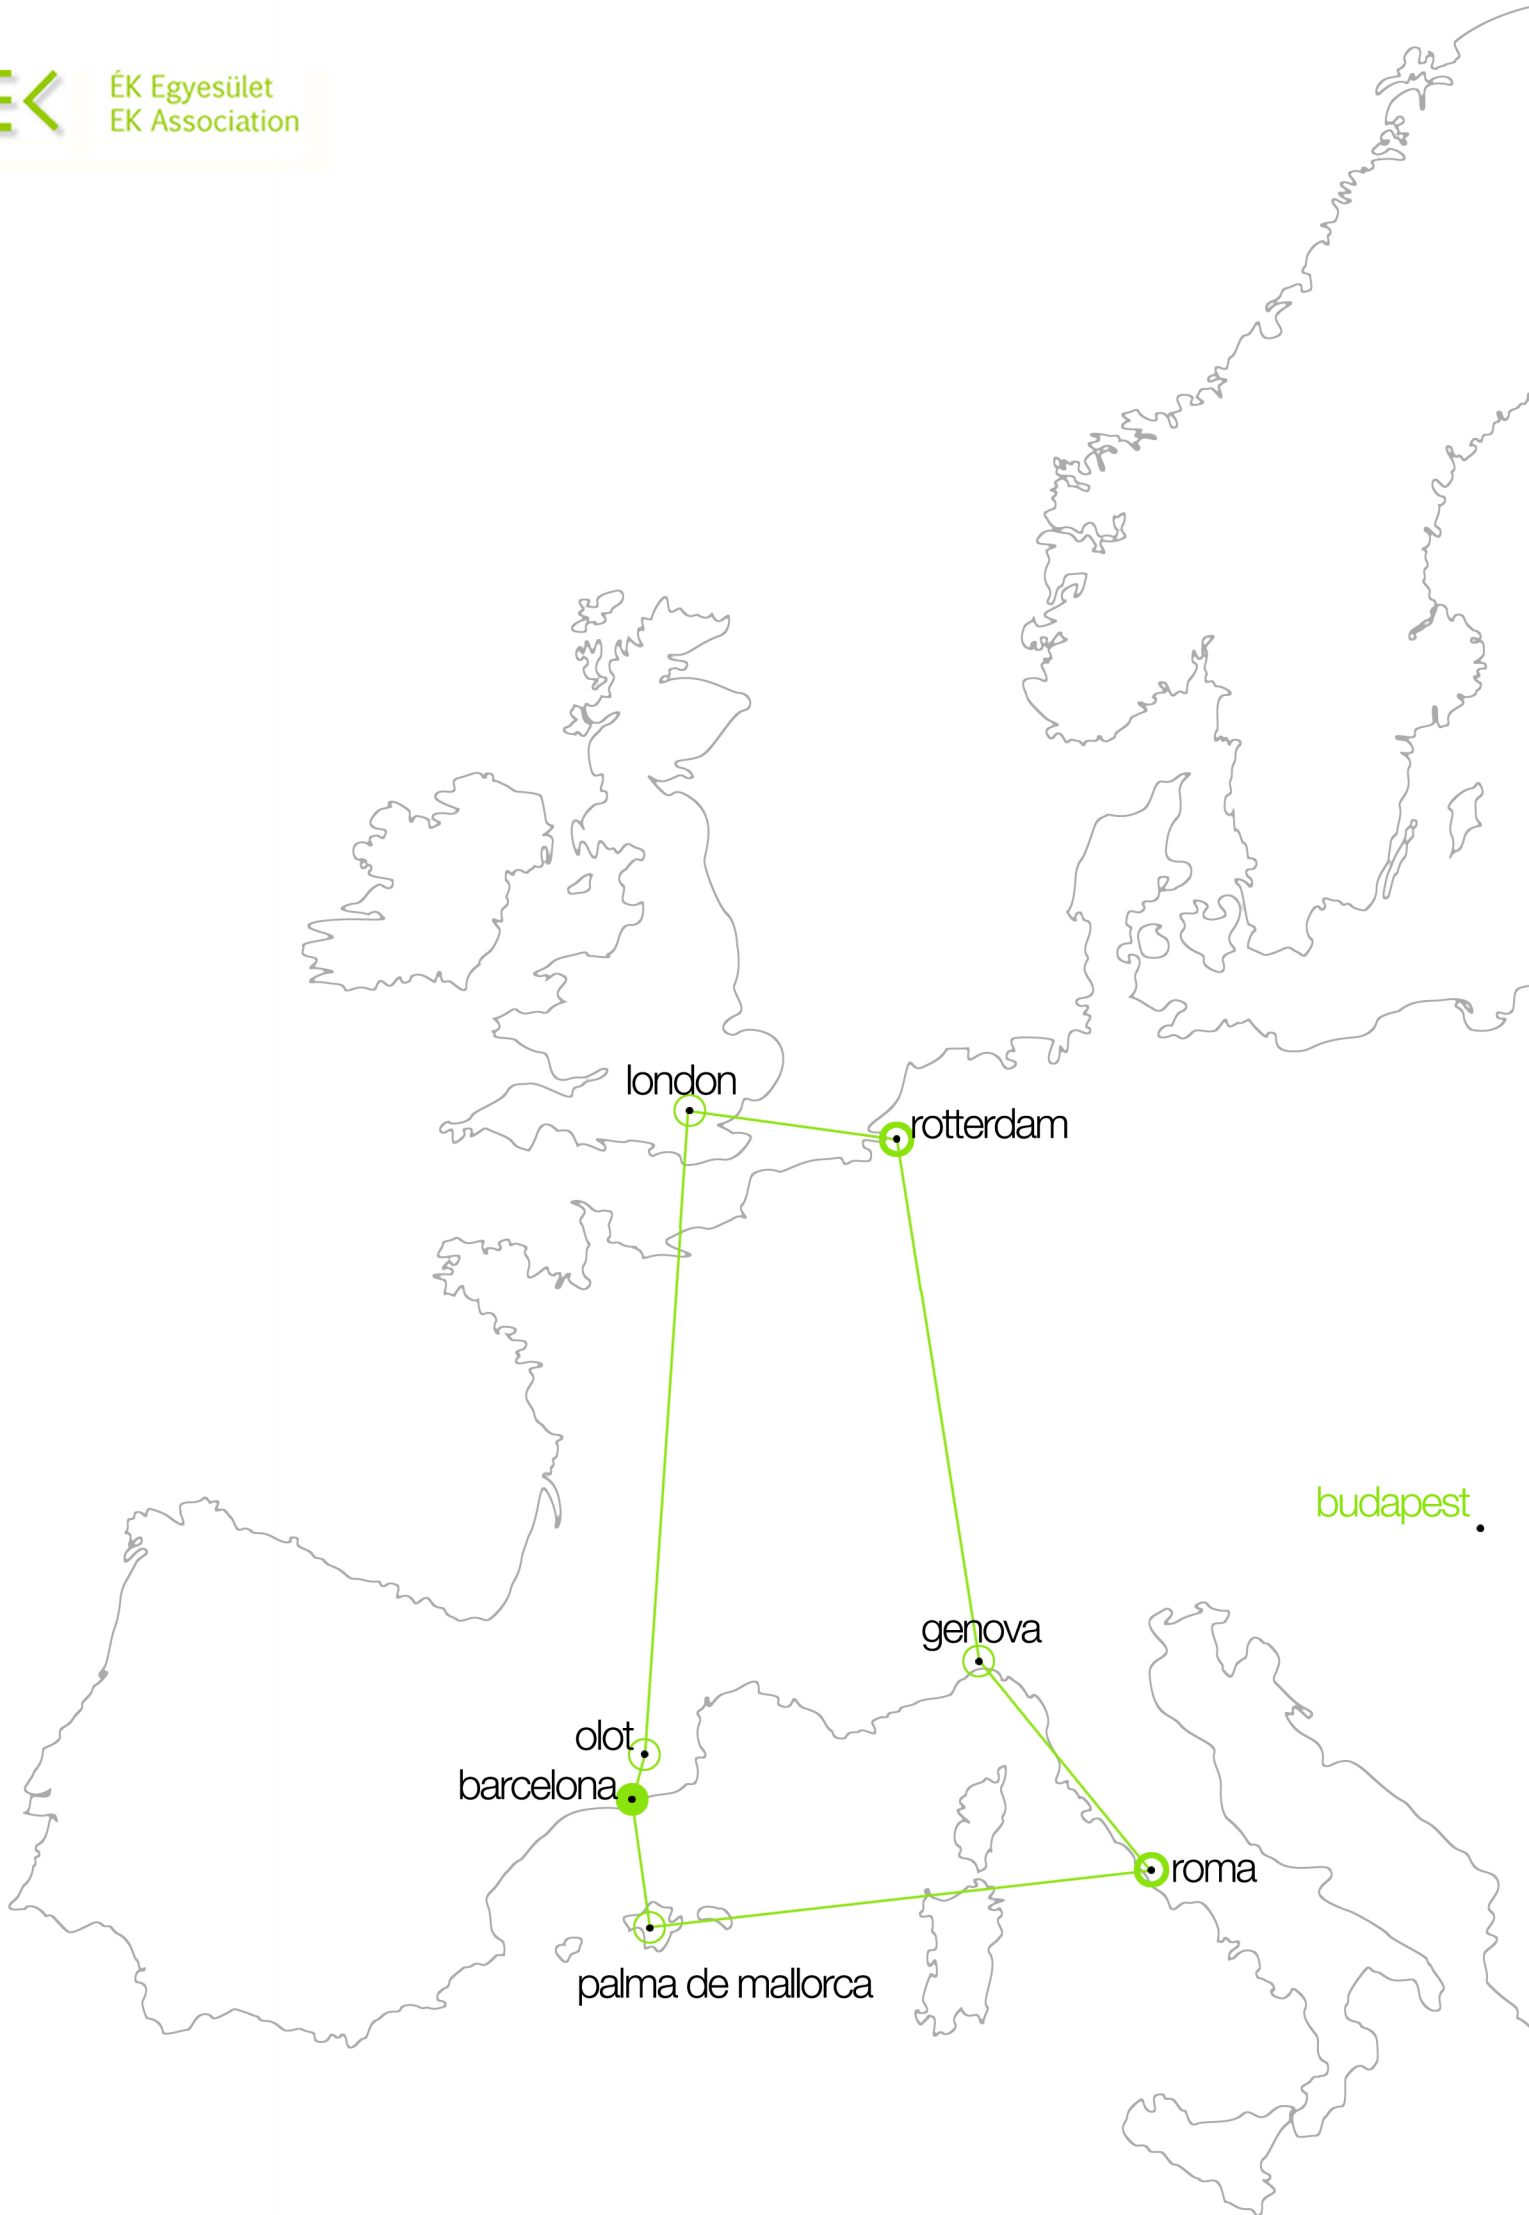 ÉK Egyesület
EK Association
london
rotterdam
budapest
genova
olot
barcelona
roma
palma de mallorca